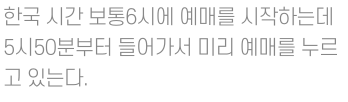 한국 시간 보통6시에 예매를 시작하는데
5시50분부터 들어가서 미리 예매를 누르
고 있는다.